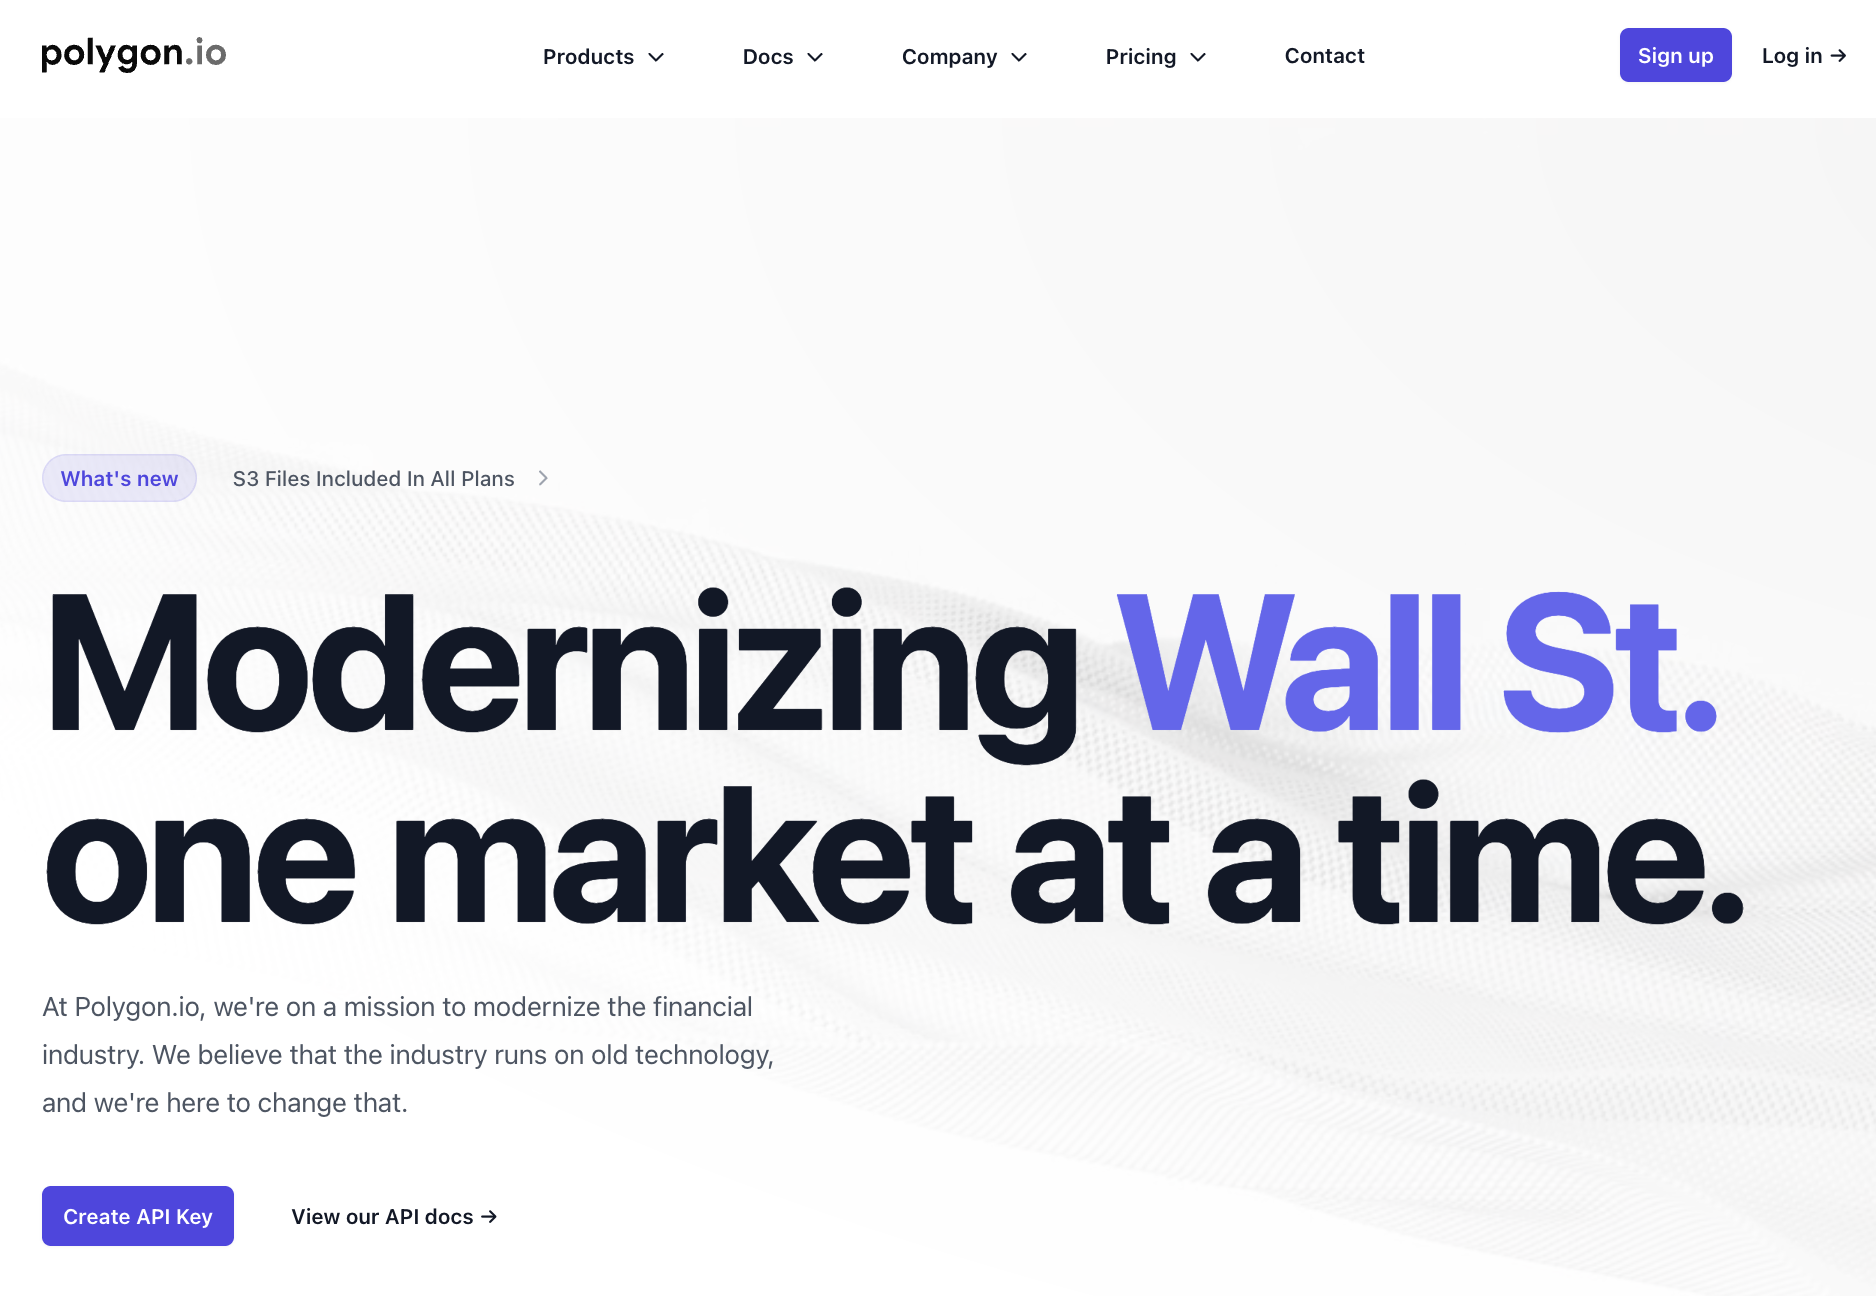 polygon.io
Products
Docs
Company
Pricing
Contact
Sign up
Log in →
What's new
S3 Files Included In All Plans
Modernizing Wall St.
one market at a time.
At Polygon.io, we're on a mission to modernize the financial
industry. We believe that the industry runs on old technology,
and we're here to change that.
Create API Key
View our API docs →